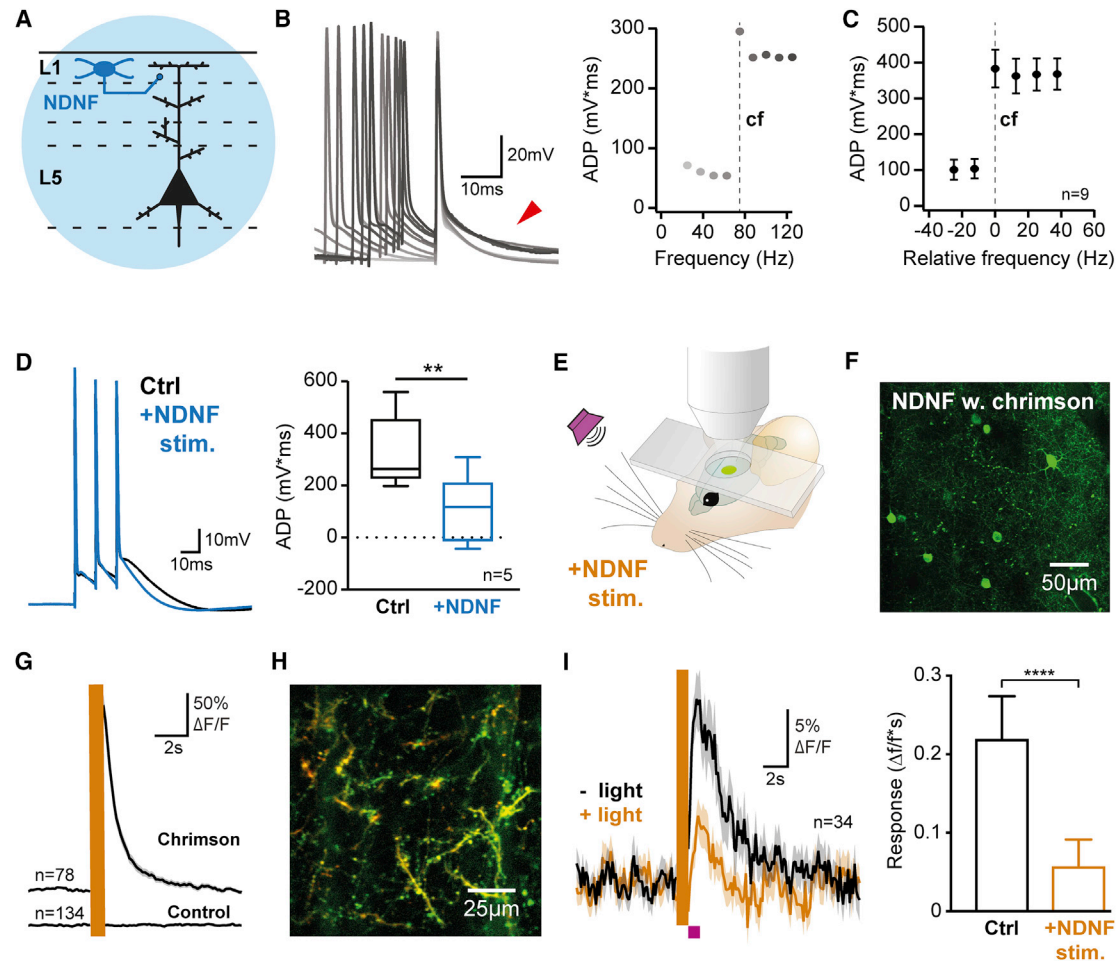 A
L1
NDNF
L5
B
20mV
10ms
ADP (mV*ms)
300
200
100
0
cf
0 40 80 120
Frequency (Hz)
C
ADP (mV*ms)
500
400
300
200
100
0
cf
n=9
-40 -20 0 20 40 60
Relative frequency (Hz)
D
Ctrl
+NDNF
stim.
10mV
10ms
ADP (mV*ms)
600
400
200
0
-200
**
n=5
Ctrl +NDNF
E
+NDNF
stim.
F
NDNF w. chrimson
50µm
G
50%
ΔF/F
2s
Chrimson
n=78
n=134
Control
H
25µm
I
5%
ΔF/F
2s
- light
+ light
n=34
Response (Δf/f*s)
0.3
0.2
0.1
0
****
Ctrl
+NDNF
stim.